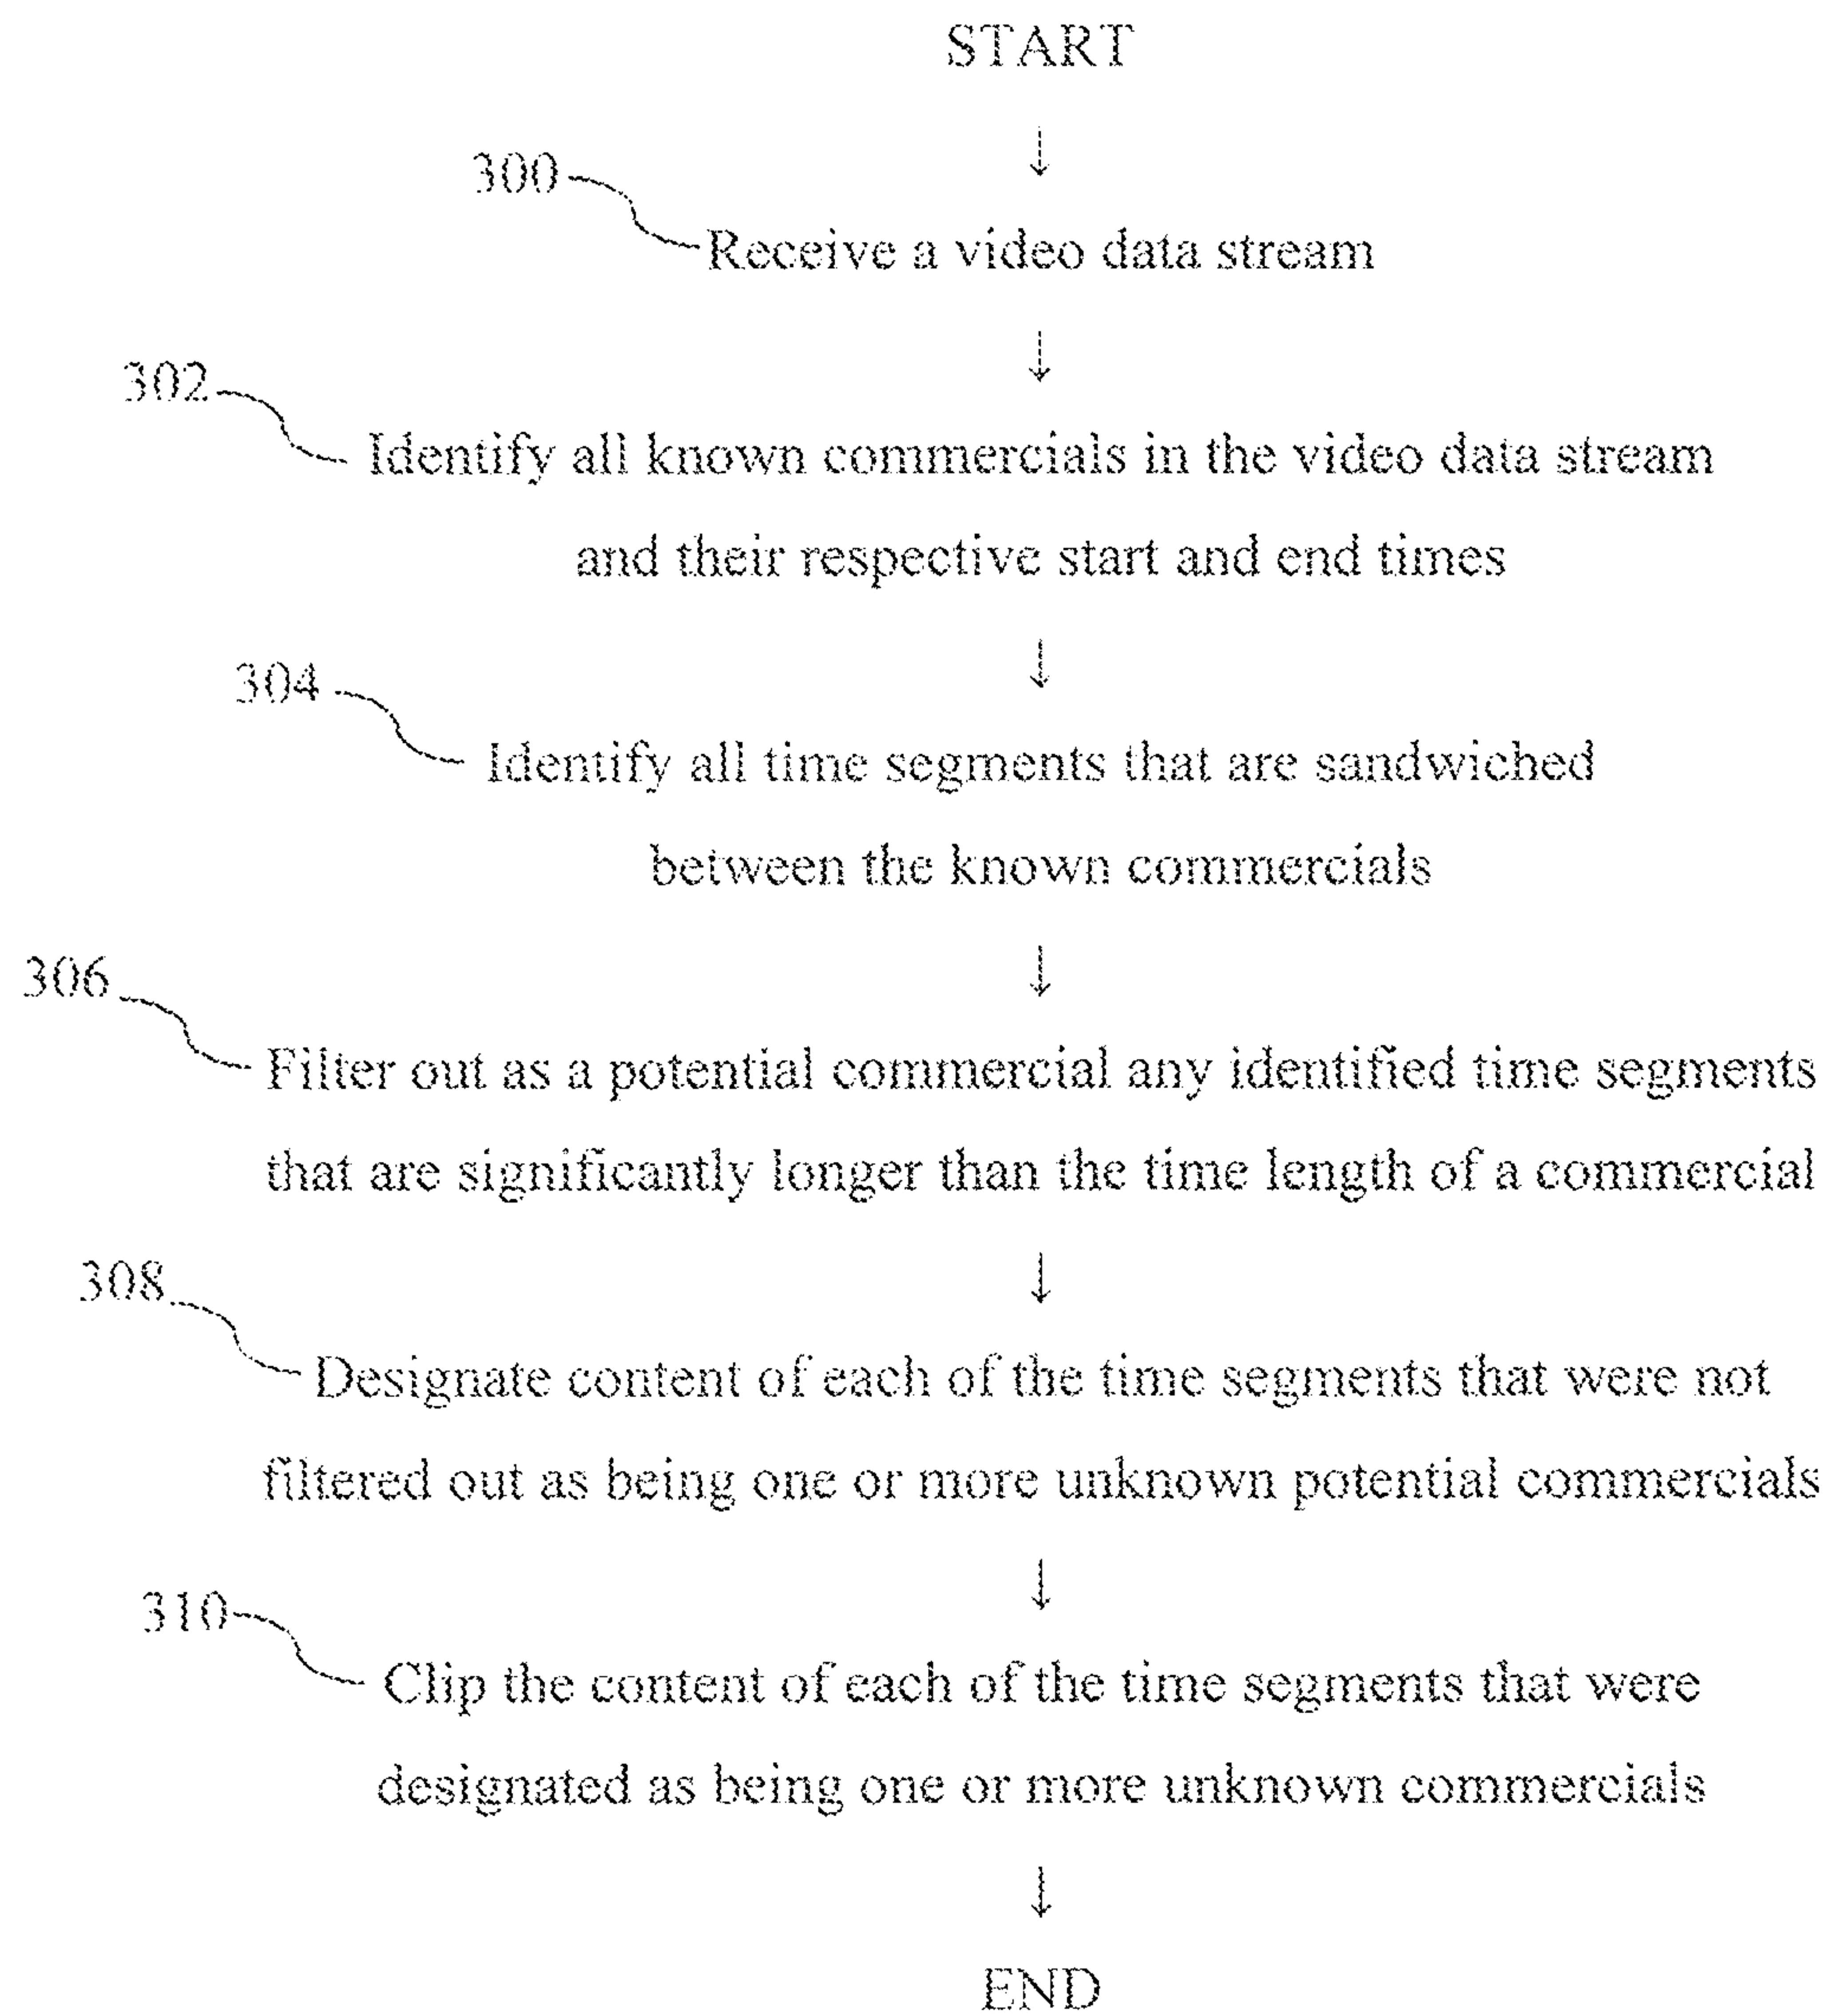 START
↓
300
Receive a video data stream
↓
302
Identify all known commercials in the video data stream
and their respective start and end times
↓
304
Identify all time segments that are sandwiched
between the known commercials
↓
306
Filter out as a potential commercial any identified time segments
that are significantly longer than the time length of a commercial
↓
308
Designate content of each of the time segments that were not
filtered out as being one or more unknown potential commercials
↓
310
Clip the content of each of the time segments that were
designated as being one or more unknown commercials
↓
END